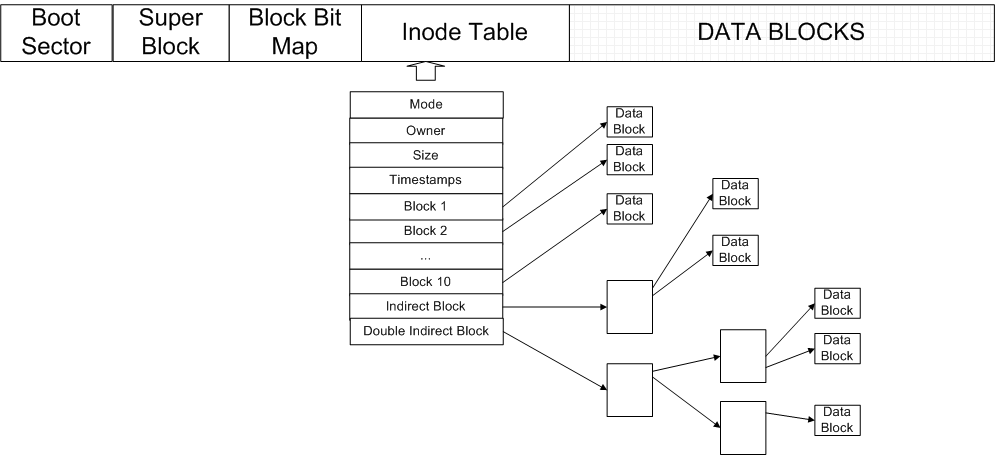 Boot
Sector
Super
Block
Block Bit
Map
Inode Table
DATA BLOCKS
Mode
Owner
Size
Timestamps
Block 1
Block 2
...
Block 10
Indirect Block
Double Indirect Block
Data
Block
Data
Block
Data
Block
Data
Block
Data
Block
Data
Block
Data
Block
Data
Block